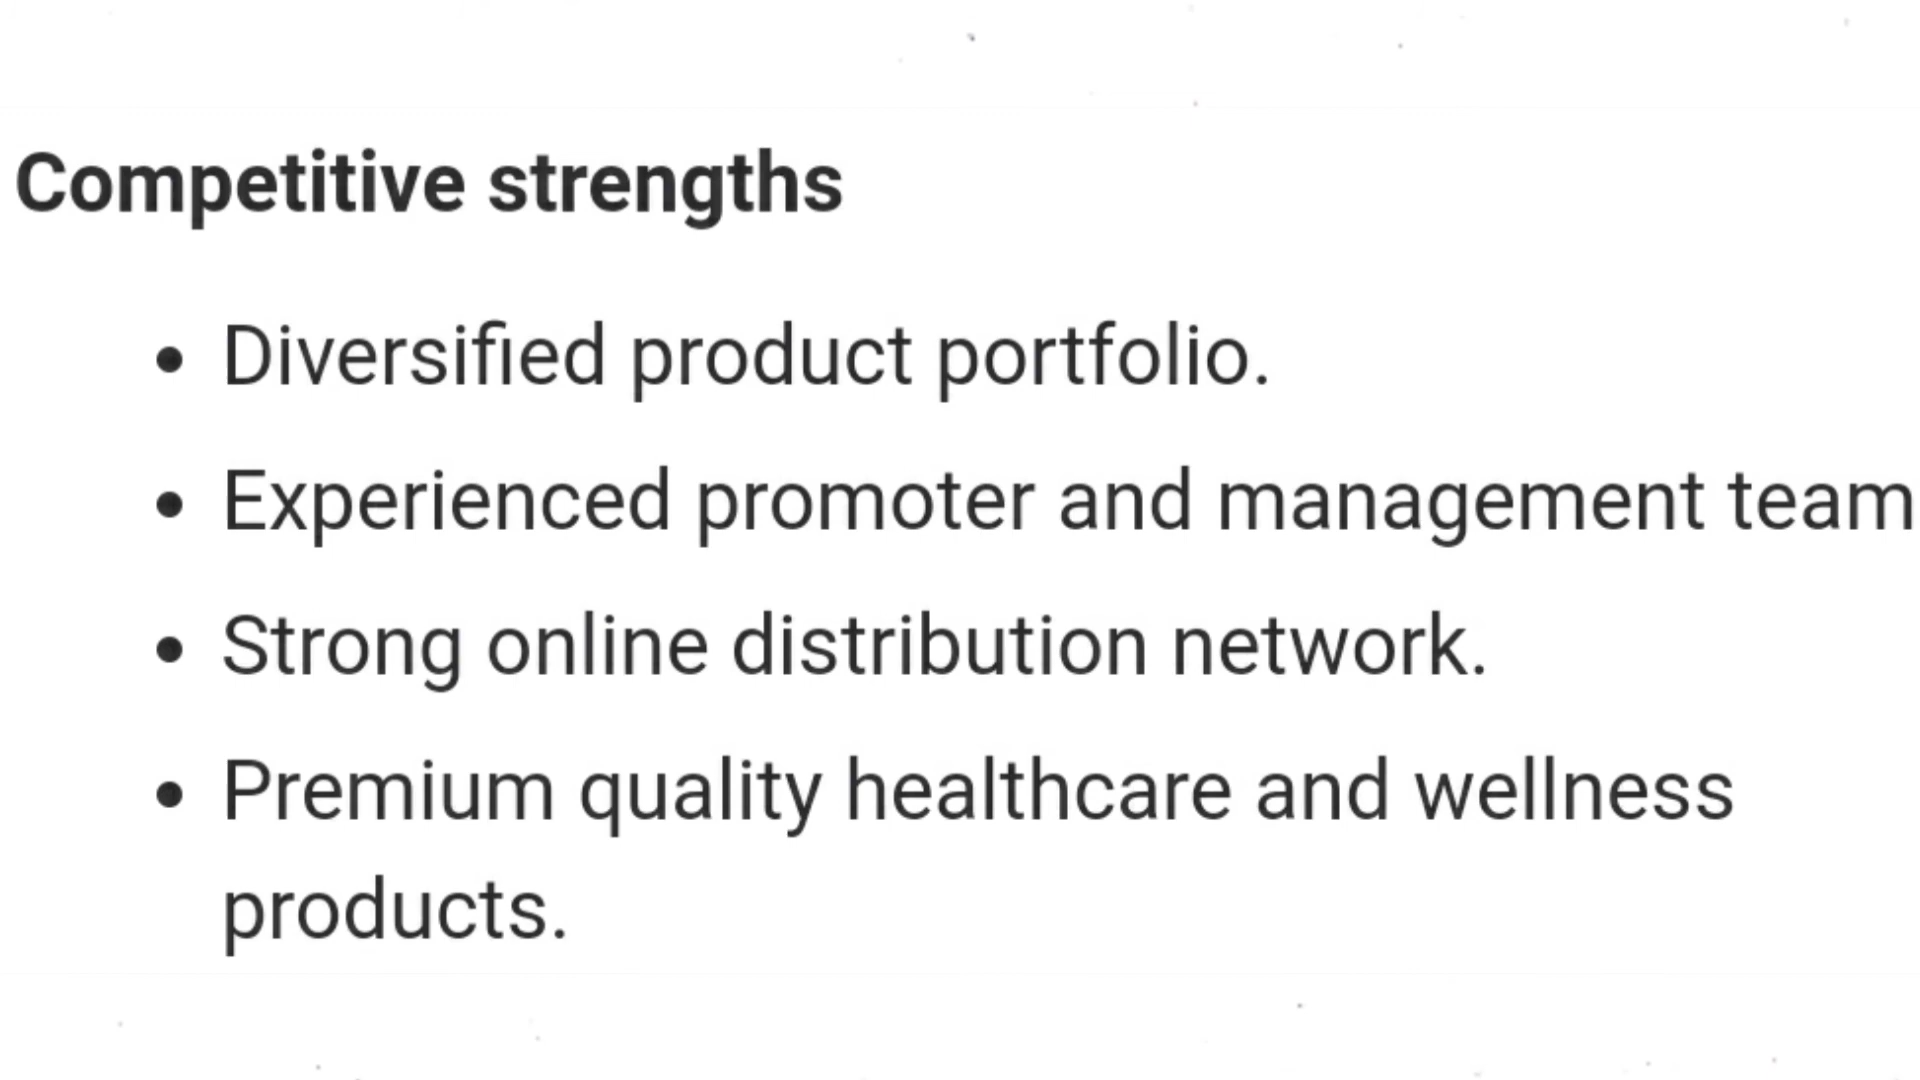 Competitive strengths
• Diversified product portfolio.
• Experienced promoter and management team
• Strong online distribution network.
• Premium quality healthcare and wellness
products.